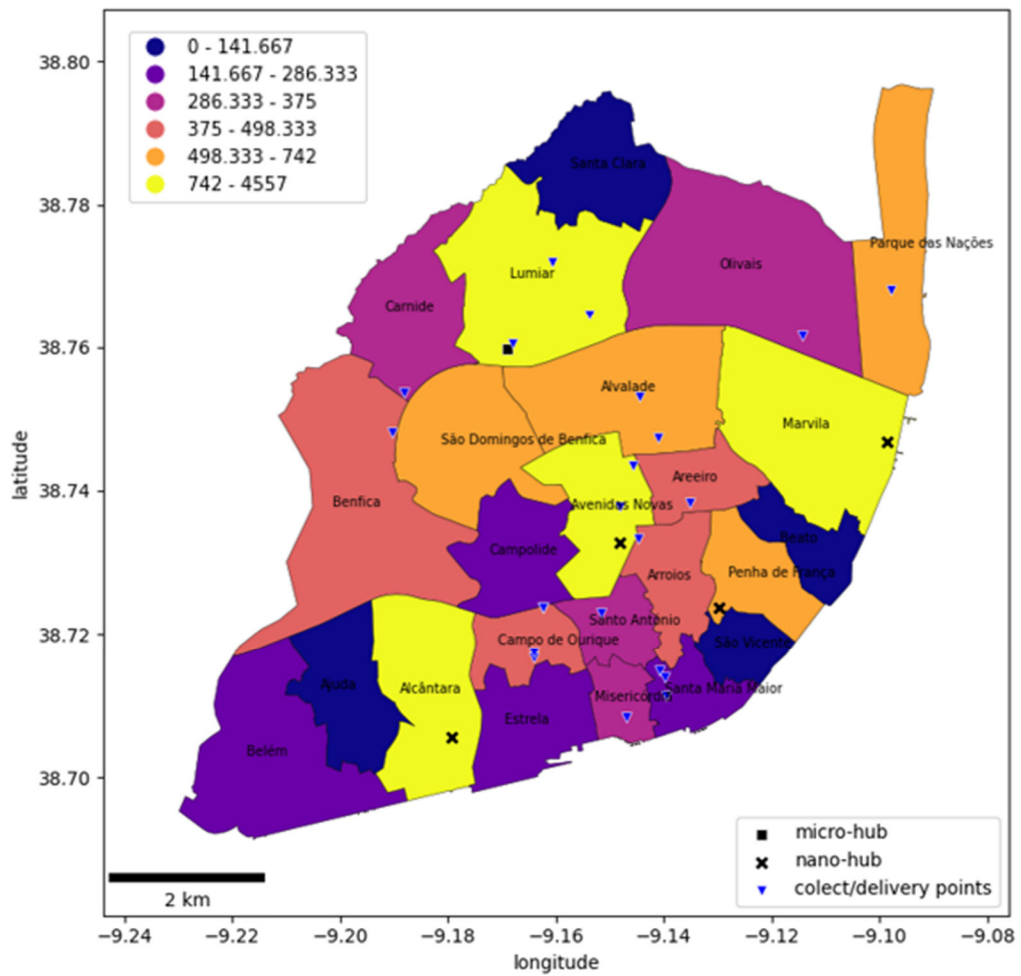 0 - 141.667
141.667 - 286.333
286.333 - 375
375 - 498.333
498.333 - 742
742 - 4557
38.80
38.78
38.76
38.74
38.72
38.70
latitude
Santa Clara
Parque das Nações
Olivais
Lumiar
Carnide
Alvalade
Marvila
São Domingos de Benfica
Areeiro
Benfica
Avenidas Novas
Beato
Campolide
Penha de França
Arroios
Santo António
Campo de Ourique
São Vicente
Ajuda
Alcântara
Misericórdia
Santa Maria Maior
Estrela
Belém
2 km
micro-hub
nano-hub
colect/delivery points
−9.24 −9.22 −9.20 −9.18 −9.16 −9.14 −9.12 −9.10 −9.08
longitude